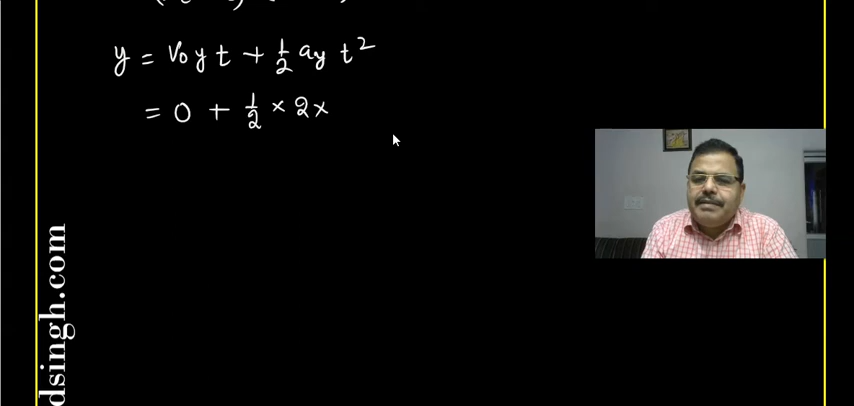 y = v₀y t + ½ ay t²
= 0 + ½ × 2 ×
dsingh.com